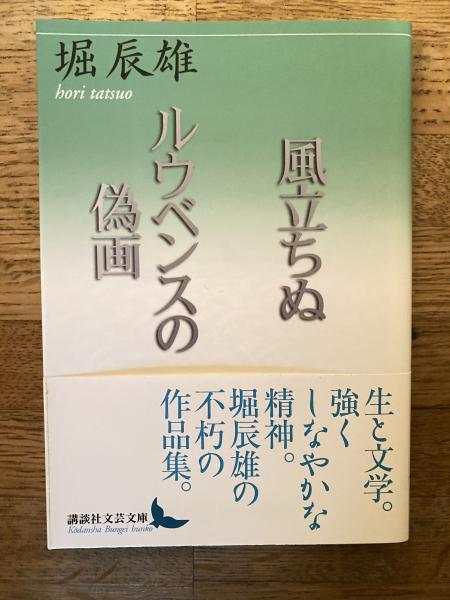 堀 辰雄
hori tatsuo
風立ちぬ
ルウベンスの
偽画
生と文学。
強く
しなやかな
精神。
堀辰雄の
不朽の
作品集。
講談社文芸文庫
Kōdansha Bungei bunko